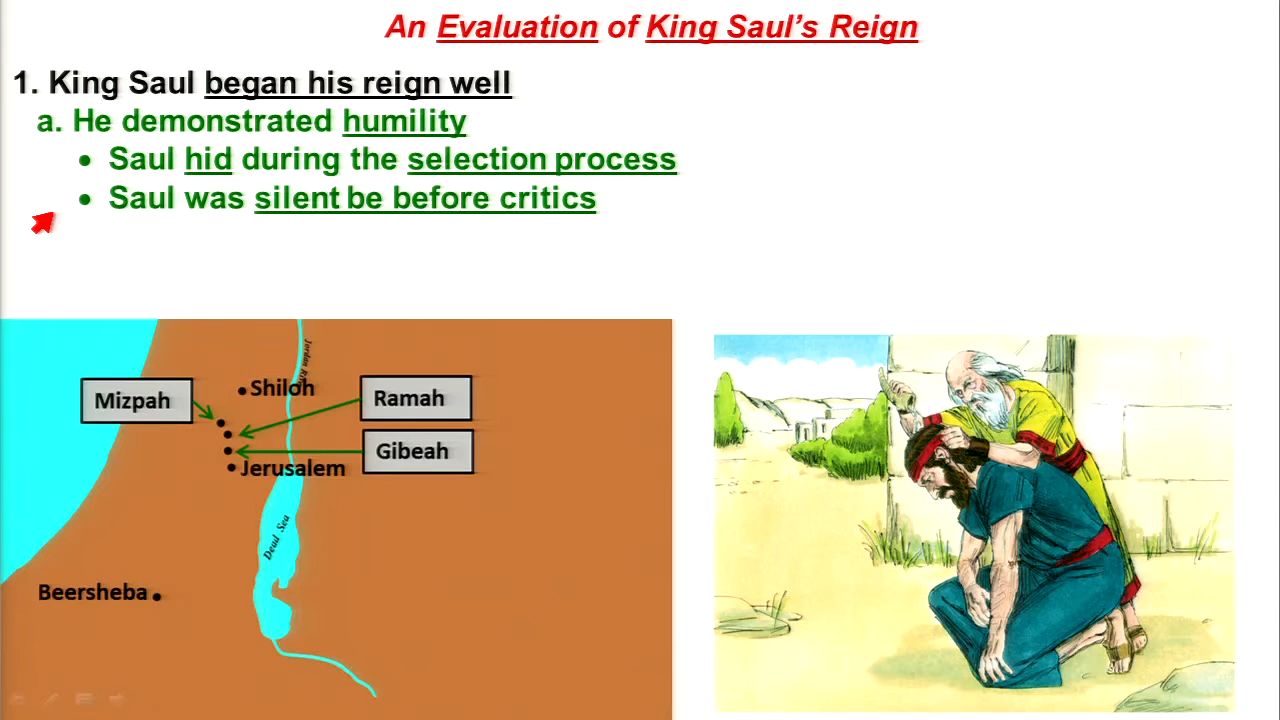 An Evaluation of King Saul’s Reign
1. King Saul began his reign well
a. He demonstrated humility
• Saul hid during the selection process
• Saul was silent be before critics
Jordan
Shiloh
Mizpah
Ramah
Gibeah
Jerusalem
Dead Sea
Beersheba